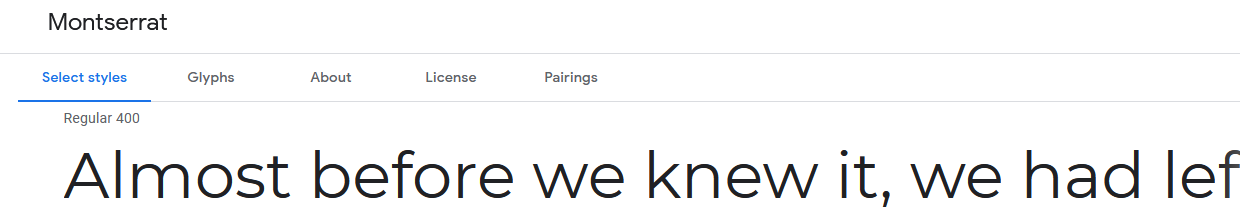 Montserrat
Select styles Glyphs About License Pairings
Regular 400
Almost before we knew it, we had lef